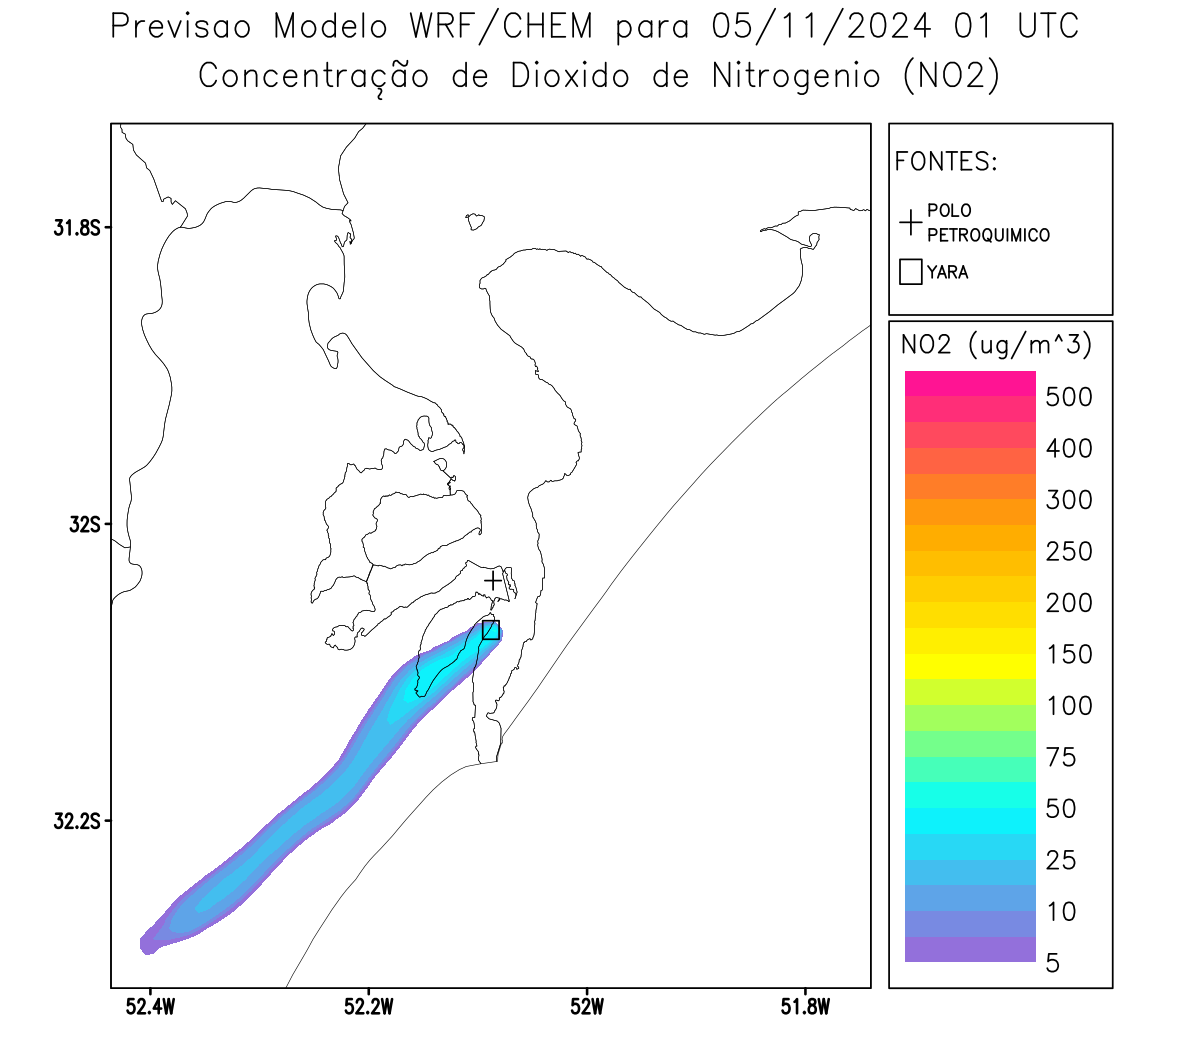 Previsao Modelo WRF/CHEM para 05/11/2024 01 UTC
Concentração de Dioxido de Nitrogenio (NO2)
FONTES:
POLO
PETROQUIMICO
YARA
NO2 (ug/m^3)
500
400
300
250
200
150
100
75
50
25
10
5
31.8S
32S
32.2S
52.4W
52.2W
52W
51.8W